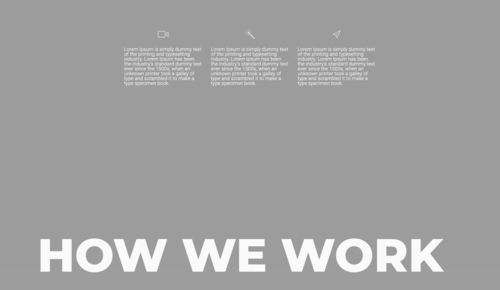 Lorem Ipsum is simply dummy text
of the printing and typesetting
industry. Lorem Ipsum has been
the industry's standard dummy text
ever since the 1500s, when an
unknown printer took a galley of
type and scrambled it to make a
type specimen book.
Lorem Ipsum is simply dummy text
of the printing and typesetting
industry. Lorem Ipsum has been
the industry's standard dummy text
ever since the 1500s, when an
unknown printer took a galley of
type and scrambled it to make a
type specimen book.
Lorem Ipsum is simply dummy text
of the printing and typesetting
industry. Lorem Ipsum has been
the industry's standard dummy text
ever since the 1500s, when an
unknown printer took a galley of
type and scrambled it to make a
type specimen book.
HOW WE WORK